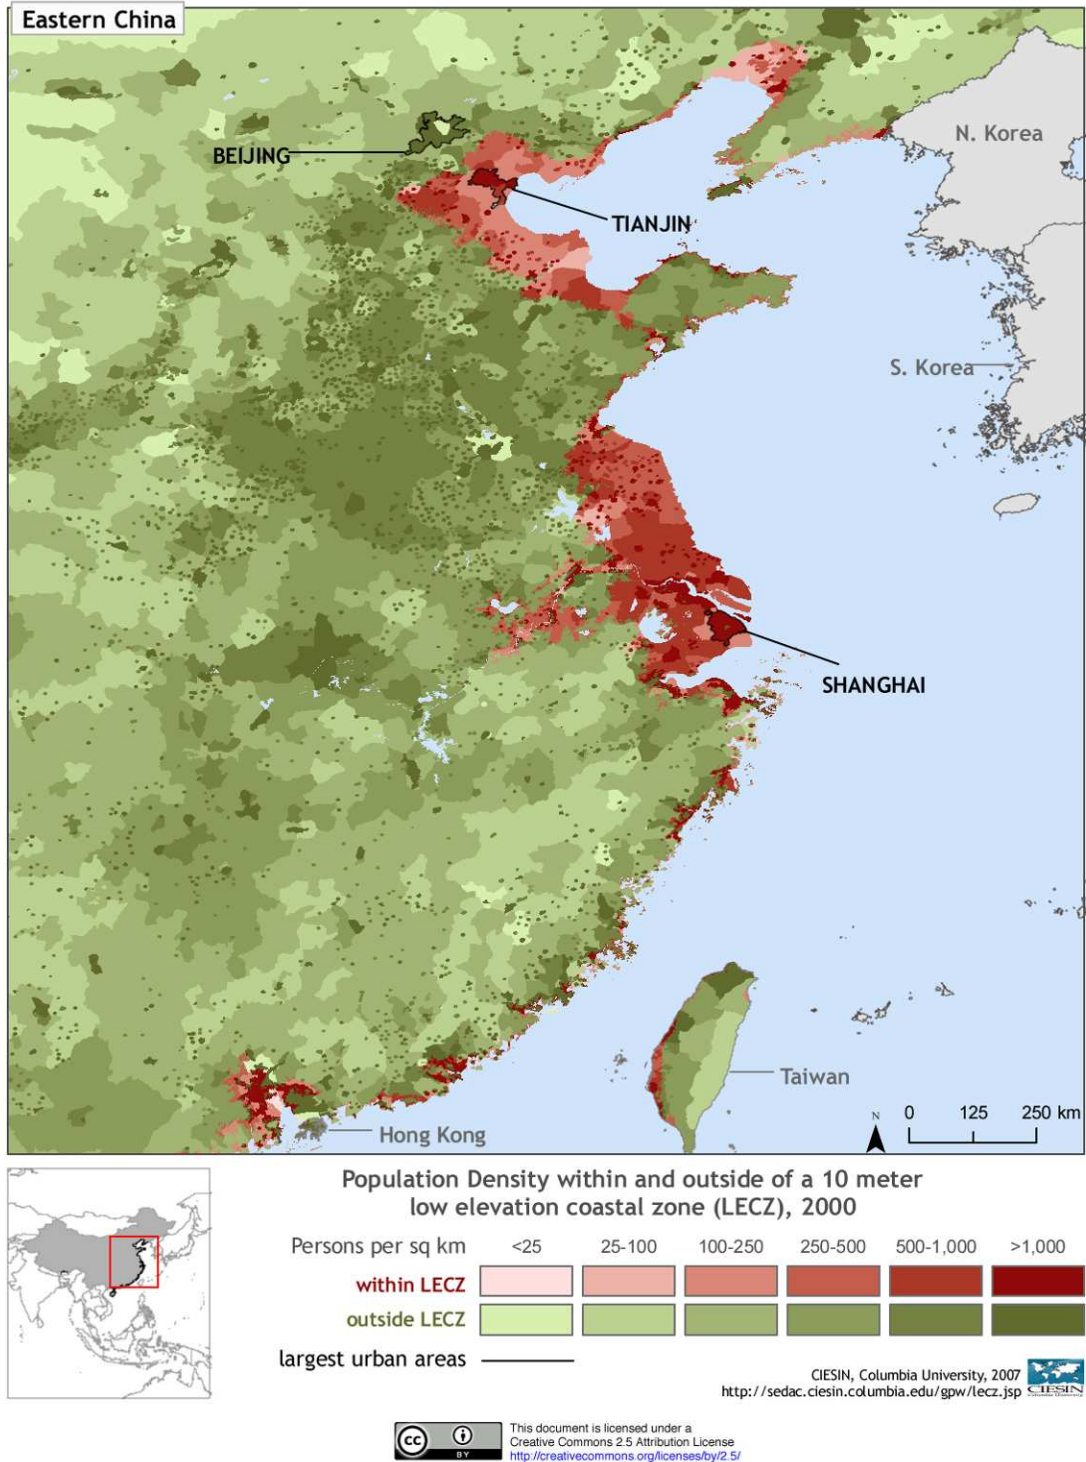 Eastern China
N. Korea
BEIJING
TIANJIN
S. Korea
SHANGHAI
Taiwan
N
0 125 250 km
Hong Kong
Population Density within and outside of a 10 meter
low elevation coastal zone (LECZ), 2000
Persons per sq km <25 25-100 100-250 250-500 500-1,000 >1,000
within LECZ
outside LECZ
largest urban areas
CIESIN, Columbia University, 2007
http://sedac.ciesin.columbia.edu/gpw/lecz.jsp
CIESIN
cc
BY
This document is licensed under a
Creative Commons 2.5 Attribution License
http://creativecommons.org/licenses/by/2.5/